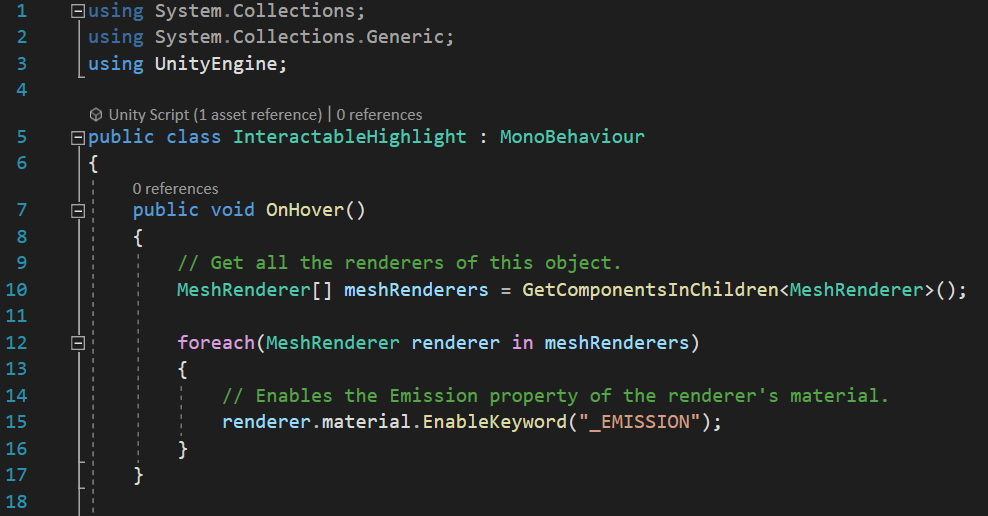 1 using System.Collections;
2 using System.Collections.Generic;
3 using UnityEngine;
4
Unity Script (1 asset reference) | 0 references
5 public class InteractableHighlight : MonoBehaviour
6 {
0 references
7 public void OnHover()
8 {
9 // Get all the renderers of this object.
10 MeshRenderer[] meshRenderers = GetComponentsInChildren<MeshRenderer>();
11
12 foreach(MeshRenderer renderer in meshRenderers)
13 {
14 // Enables the Emission property of the renderer's material.
15 renderer.material.EnableKeyword("_EMISSION");
16 }
17 }
18